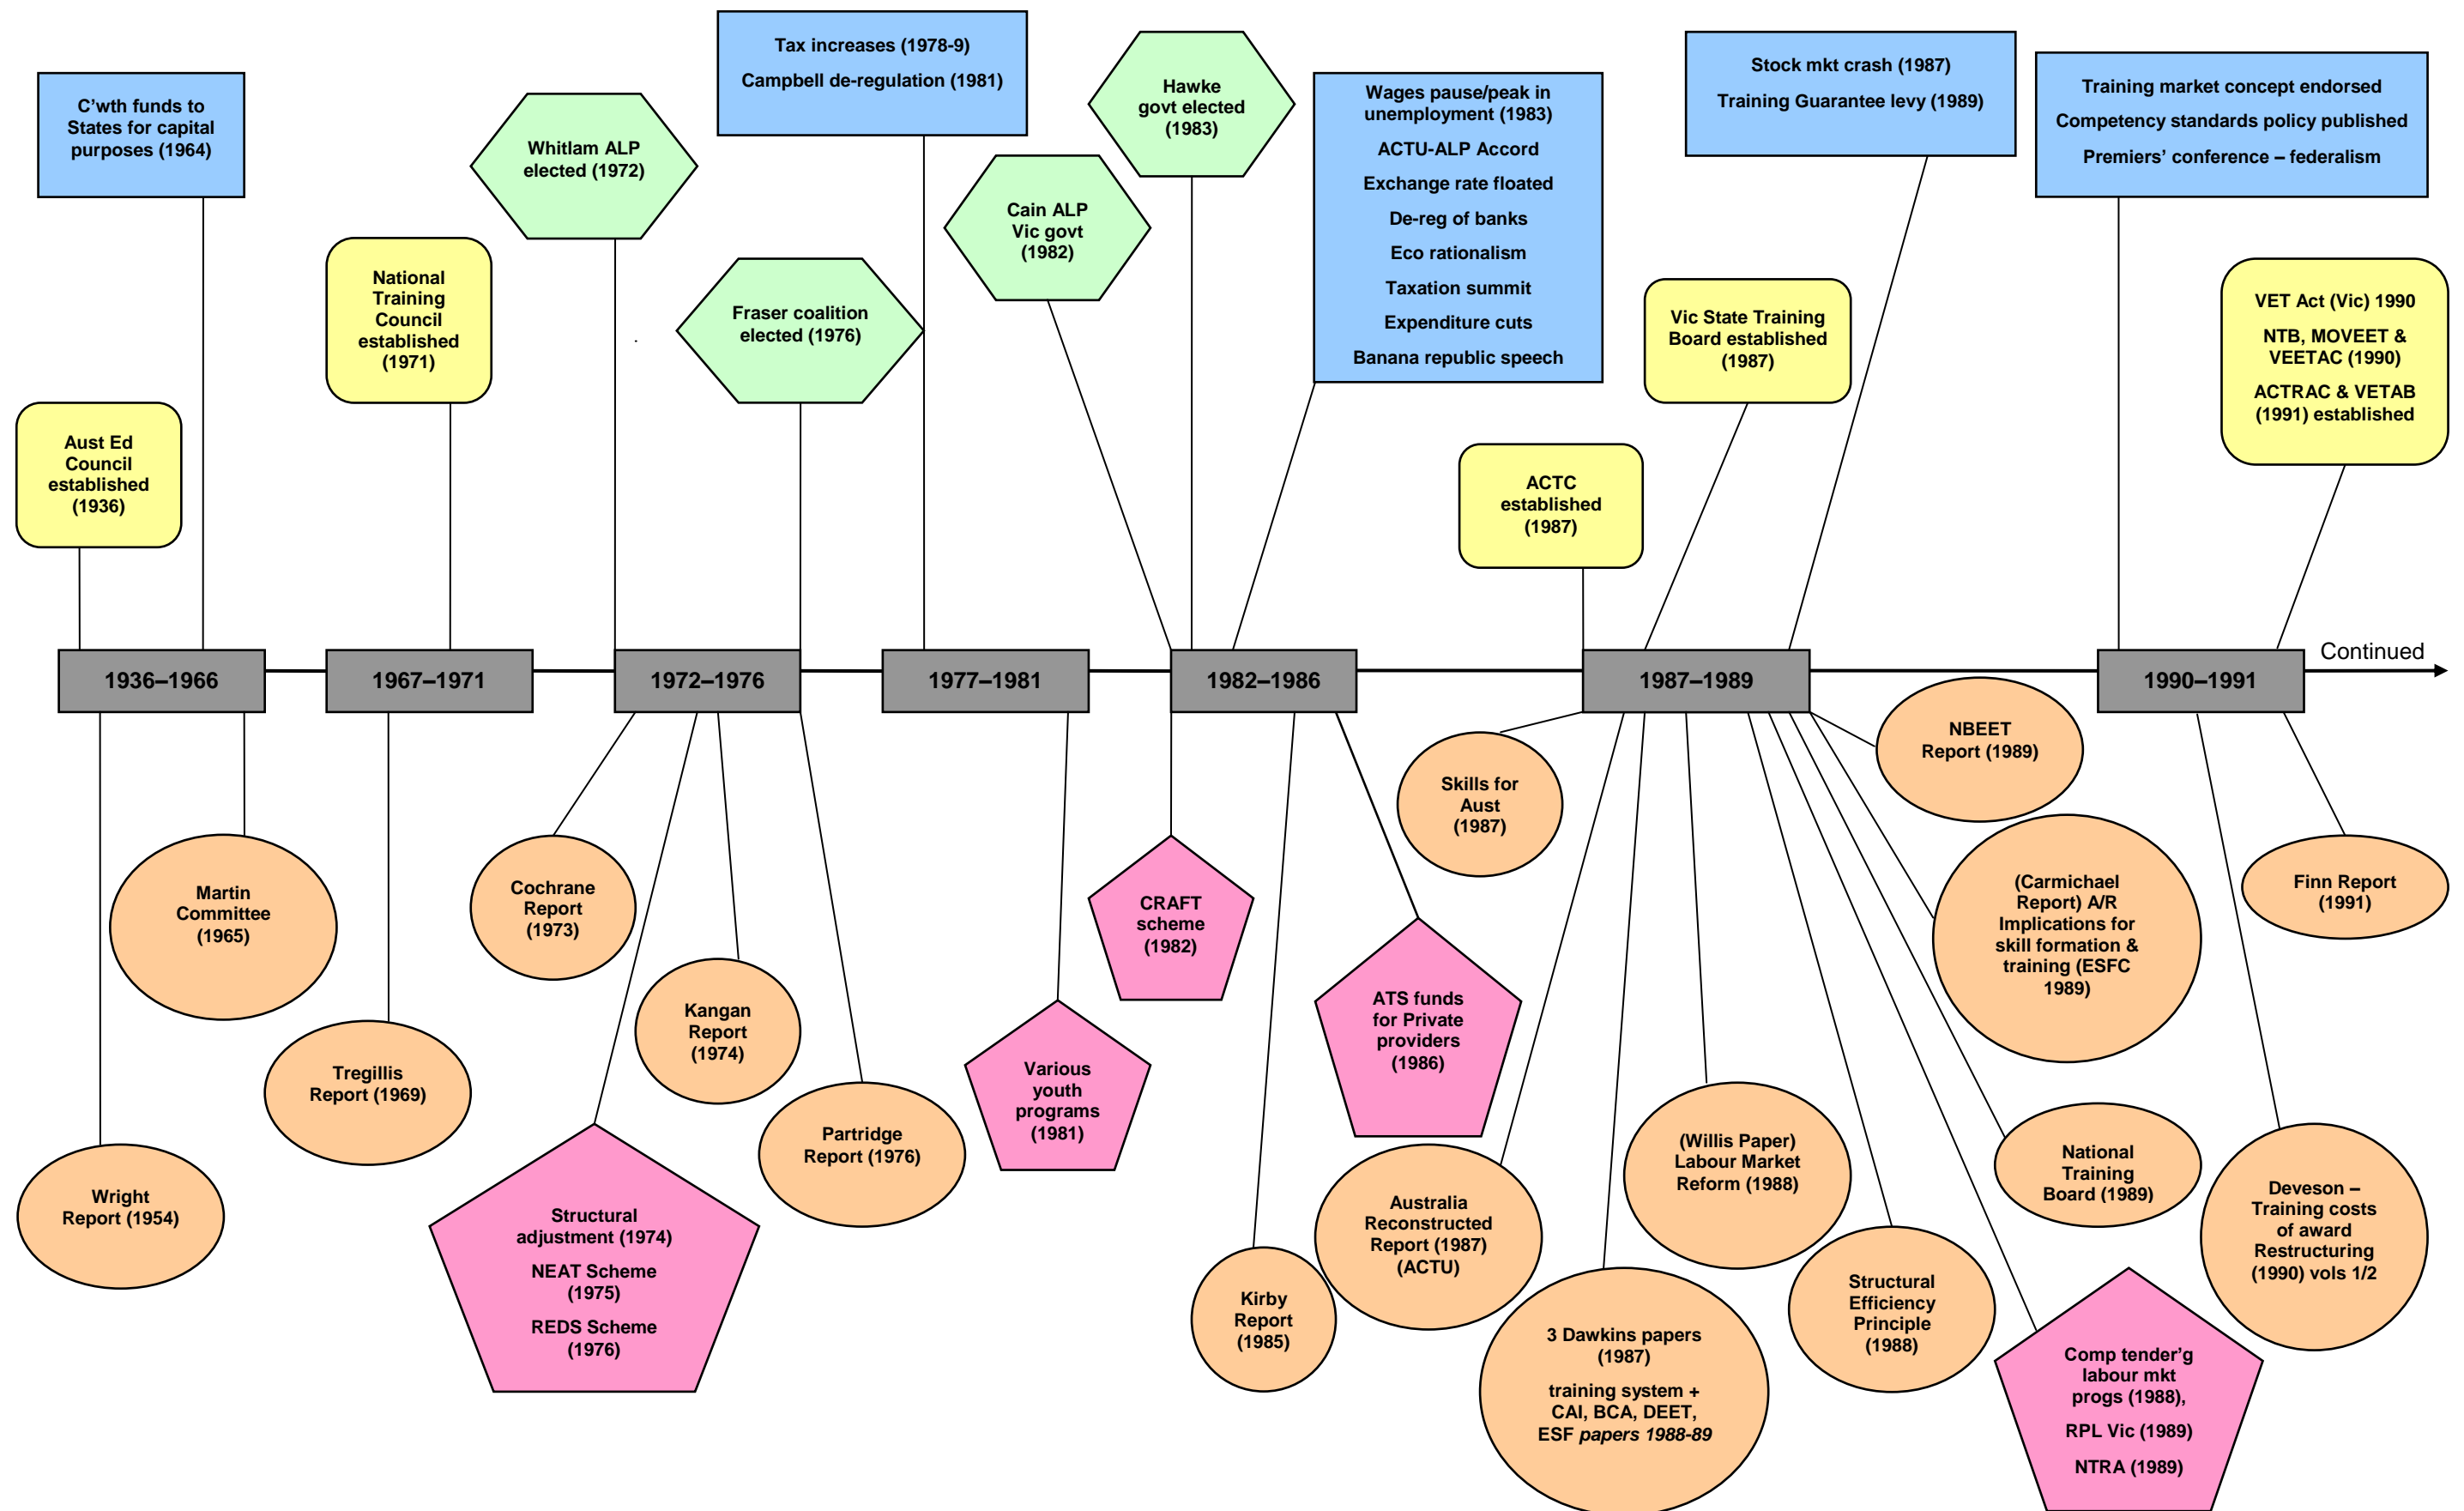 Tax increases (1978-9)
Campbell de-regulation (1981)
C'wth funds to
States for capital
purposes (1964)
Whitlam ALP
elected (1972)
Hawke
govt elected
(1983)
Wages pause/peak in
unemployment (1983)
ACTU-ALP Accord
Exchange rate floated
De-reg of banks
Eco rationalism
Taxation summit
Expenditure cuts
Banana republic speech
Stock mkt crash (1987)
Training Guarantee levy (1989)
Training market concept endorsed
Competency standards policy published
Premiers' conference – federalism
National
Training
Council
established
(1971)
Fraser coalition
elected (1976)
Cain ALP
Vic govt
(1982)
Vic State Training
Board established
(1987)
VET Act (Vic) 1990
NTB, MOVEET &
VEETAC (1990)
ACTRAC & VETAB
(1991) established
Aust Ed
Council
established
(1936)
ACTC
established
(1987)
1936–1966
1967–1971
1972–1976
1977–1981
1982–1986
1987–1989
1990–1991
Continued
Martin
Committee
(1965)
Wright
Report (1954)
Tregillis
Report (1969)
Cochrane
Report
(1973)
Structural
adjustment (1974)
NEAT Scheme
(1975)
REDS Scheme
(1976)
Kangan
Report
(1974)
Partridge
Report (1976)
Various
youth
programs
(1981)
CRAFT
scheme
(1982)
Kirby
Report
(1985)
ATS funds
for Private
providers
(1986)
Skills for
Aust
(1987)
Australia
Reconstructed
Report (1987)
(ACTU)
3 Dawkins papers
(1987)
training system +
CAI, BCA, DEET,
ESF papers 1988-89
(Willis Paper)
Labour Market
Reform (1988)
Structural
Efficiency
Principle
(1988)
Comp tender'g
labour mkt
progs (1988),
RPL Vic (1989)
NTRA (1989)
National
Training
Board (1989)
(Carmichael
Report) A/R
Implications for
skill formation &
training (ESFC
1989)
NBEET
Report (1989)
Deveson –
Training costs
of award
Restructuring
(1990) vols 1/2
Finn Report
(1991)